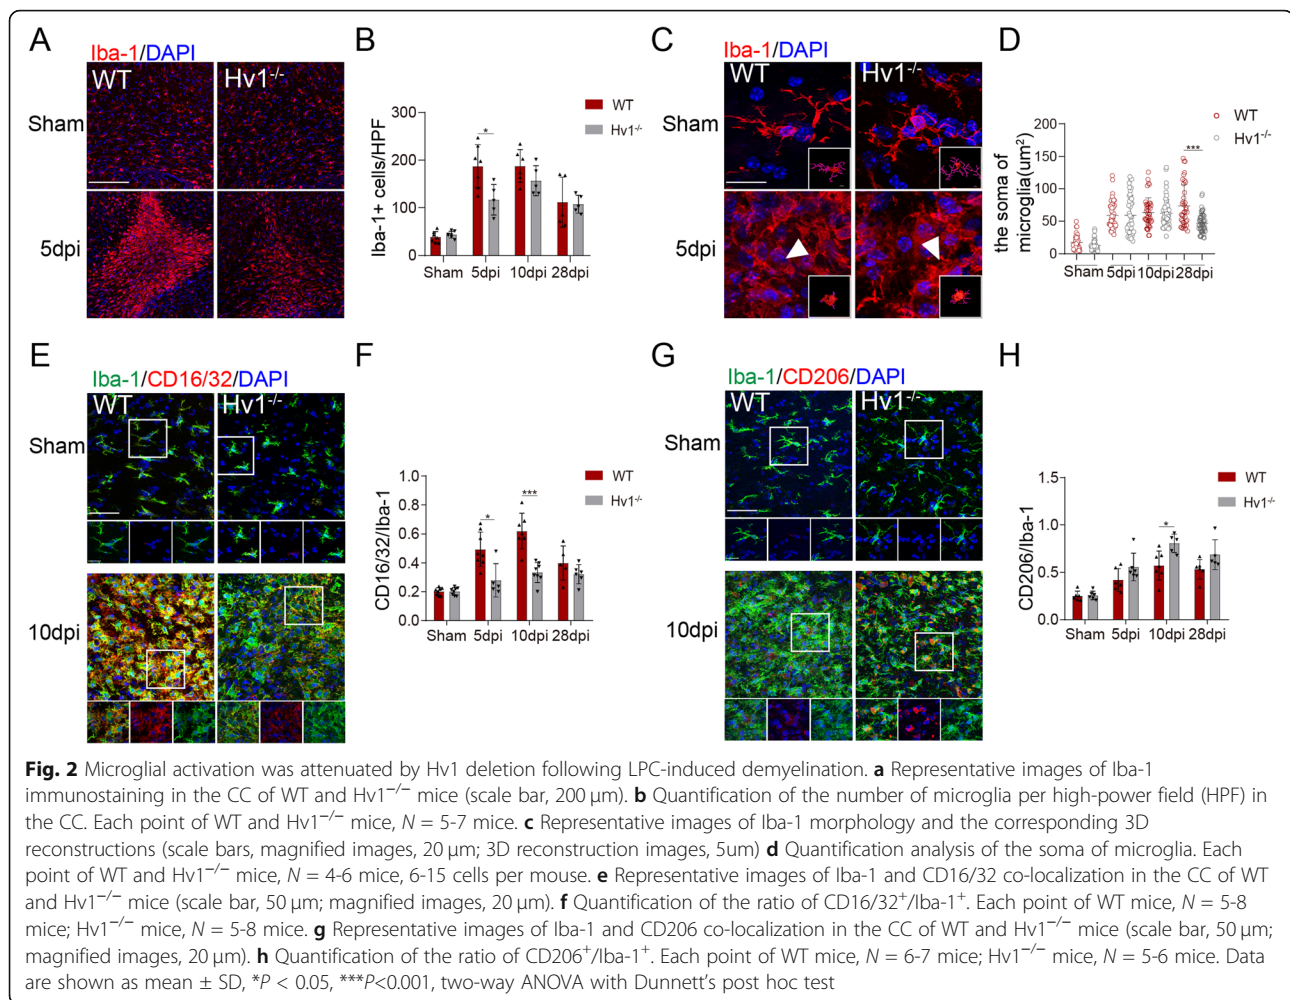 A
Iba-1/DAPI
WT
Hv1-/-
Sham
5dpi
B
Iba-1+ cells/HPF
300
200
100
0
Sham
5dpi
10dpi
28dpi
*
WT
Hv1-/-
C
Iba-1/DAPI
WT
Hv1-/-
Sham
5dpi
D
the soma of
microglia(um²)
200
150
100
50
0
Sham
5dpi
10dpi
28dpi
***
WT
Hv1-/-
E
Iba-1/CD16/32/DAPI
WT
Hv1-/-
Sham
10dpi
F
CD16/32/Iba-1
1.0
0.8
0.6
0.4
0.2
0.0
Sham
5dpi
10dpi
28dpi
*
***
WT
Hv1-/-
G
Iba-1/CD206/DAPI
WT
Hv1-/-
Sham
10dpi
H
CD206/Iba-1
1.5
1.0
0.5
0.0
Sham
5dpi
10dpi
28dpi
*
WT
Hv1-/-
Fig. 2 Microglial activation was attenuated by Hv1 deletion following LPC-induced demyelination. a Representative images of Iba-1
immunostaining in the CC of WT and Hv1−/− mice (scale bar, 200 μm). b Quantification of the number of microglia per high-power field (HPF) in
the CC. Each point of WT and Hv1−/− mice, N = 5-7 mice. c Representative images of Iba-1 morphology and the corresponding 3D
reconstructions (scale bars, magnified images, 20 μm; 3D reconstruction images, 5um) d Quantification analysis of the soma of microglia. Each
point of WT and Hv1−/− mice, N = 4-6 mice, 6-15 cells per mouse. e Representative images of Iba-1 and CD16/32 co-localization in the CC of WT
and Hv1−/− mice (scale bar, 50 μm; magnified images, 20 μm). f Quantification of the ratio of CD16/32+/Iba-1+. Each point of WT mice, N = 5-8
mice; Hv1−/− mice, N = 5-8 mice. g Representative images of Iba-1 and CD206 co-localization in the CC of WT and Hv1−/− mice (scale bar, 50 μm;
magnified images, 20 μm). h Quantification of the ratio of CD206+/Iba-1+. Each point of WT mice, N = 6-7 mice; Hv1−/− mice, N = 5-6 mice. Data
are shown as mean ± SD, *P < 0.05, ***P<0.001, two-way ANOVA with Dunnett's post hoc test